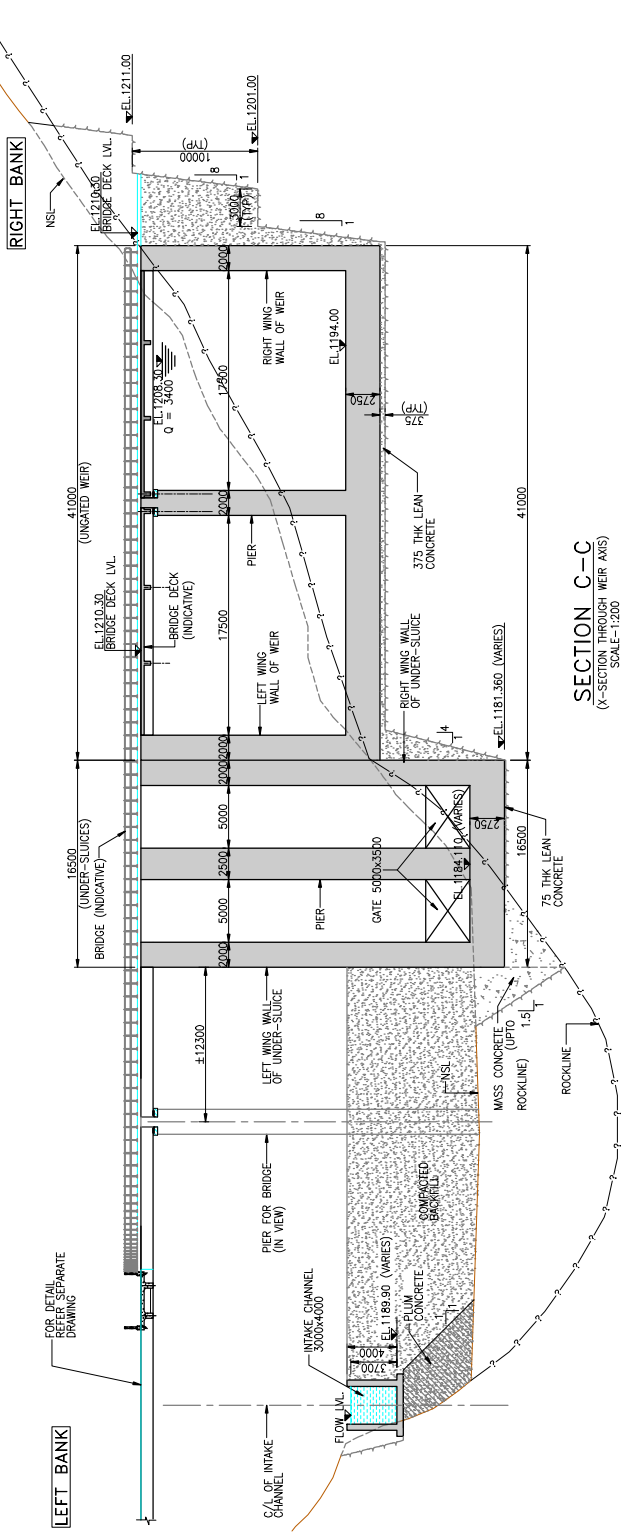 LEFT BANK
RIGHT BANK
FOR DETAIL
REFER SEPARATE
DRAWING
C/L OF INTAKE
CHANNEL
FLOW LVL.
INTAKE CHANNEL
3000x4000
3700
4000
EL.1189.90 (VARIES)
PLUM
CONCRETE
1
1
COMPACTED
BACKFILL
PIER FOR BRIDGE
(IN VIEW)
±12300
LEFT WING WALL
OF UNDER-SLUICE
NSL
MASS CONCRETE
(UPTO
ROCKLINE)
1.5
1
ROCKLINE
16500
(UNDER-SLUICES)
BRIDGE (INDICATIVE)
2000
5000
2500
5000
2000
2000
PIER
GATE 5000x3500
EL.1184.110 (VARIES)
2750
16500
75 THK LEAN
CONCRETE
EL.1181.360 (VARIES)
4
1
RIGHT WING WALL
OF UNDER-SLUICE
LEFT WING
WALL OF WEIR
EL.1210.30
BRIDGE DECK LVL.
BRIDGE DECK
(INDICATIVE)
41000
(UNGATED WEIR)
17500
PIER
2000
17500
2000
EL.1208.30
Q = 3400
RIGHT WING
WALL OF WEIR
EL.1194.00
2750
375
(TYP)
375 THK LEAN
CONCRETE
41000
NSL
EL.1210.30
BRIDGE DECK LVL.
EL.1211.00
10000
(TYP)
EL.1201.00
8
1
3000
(TYP)
8
1
SECTION C-C
(X-SECTION THROUGH WEIR AXIS)
SCALE-1:200